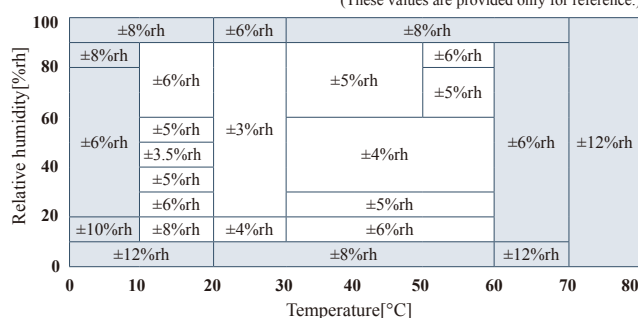 (These values are provided only for reference.)
100
±8%rh ±6%rh ±8%rh
±8%rh ±6%rh
80
±6%rh ±5%rh
±5%rh
60
±5%rh
±6%rh ±3%rh ±6%rh ±12%rh
±3.5%rh ±4%rh
40
±5%rh
±6%rh ±5%rh
20
±10%rh ±8%rh ±4%rh ±6%rh
±12%rh ±8%rh ±12%rh
0
0 10 20 30 40 50 60 70 80
Relative humidity[%rh]
Temperature[°C]